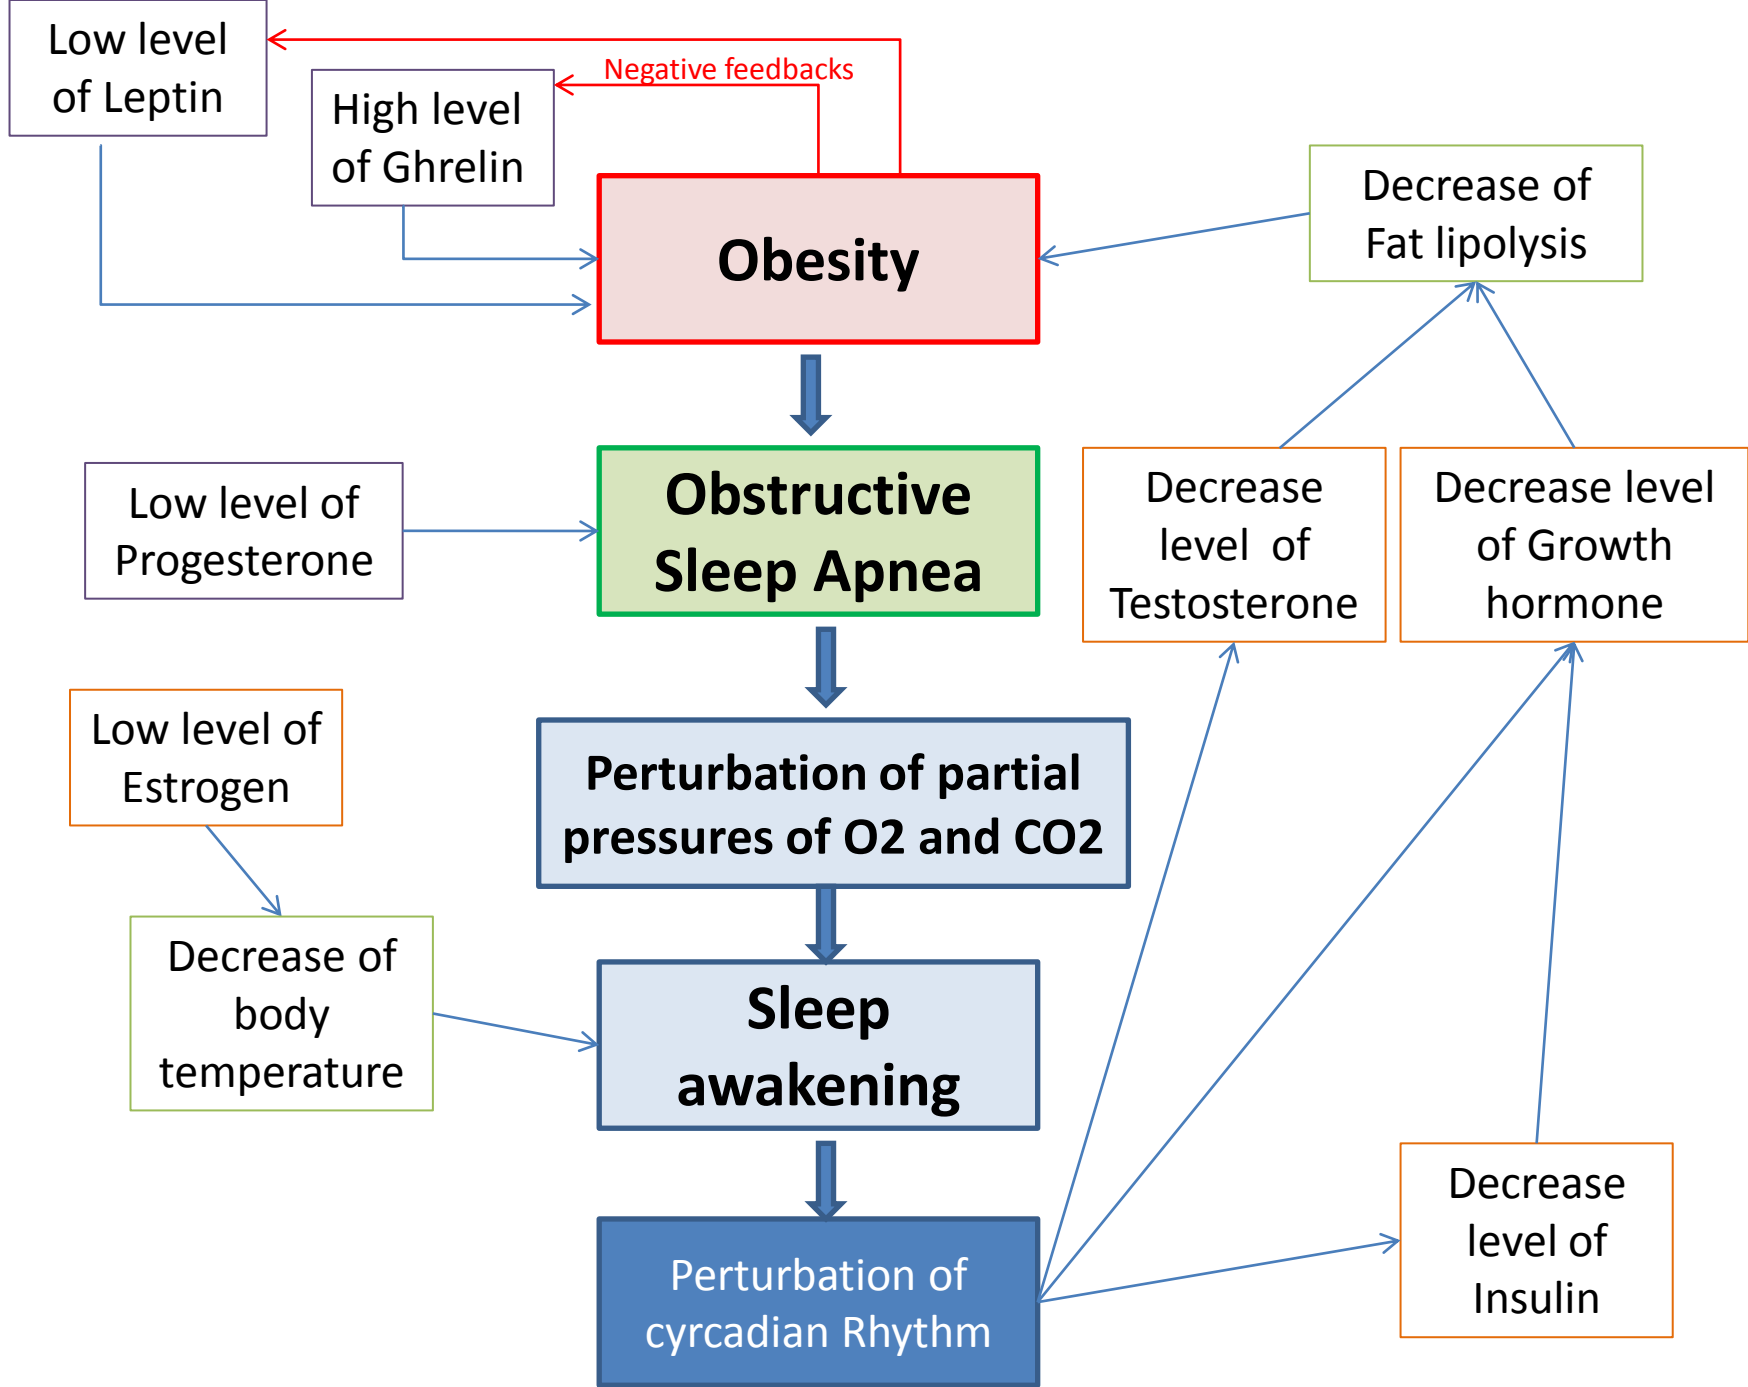 Low level
of Leptin
Negative feedbacks
High level
of Ghrelin
Obesity
Decrease of
Fat lipolysis
Obstructive
Sleep Apnea
Low level of
Progesterone
Decrease
level of
Testosterone
Decrease level
of Growth
hormone
Low level of
Estrogen
Perturbation of partial
pressures of O2 and CO2
Decrease of
body
temperature
Sleep
awakening
Decrease
level of
Insulin
Perturbation of
cyrcadian Rhythm